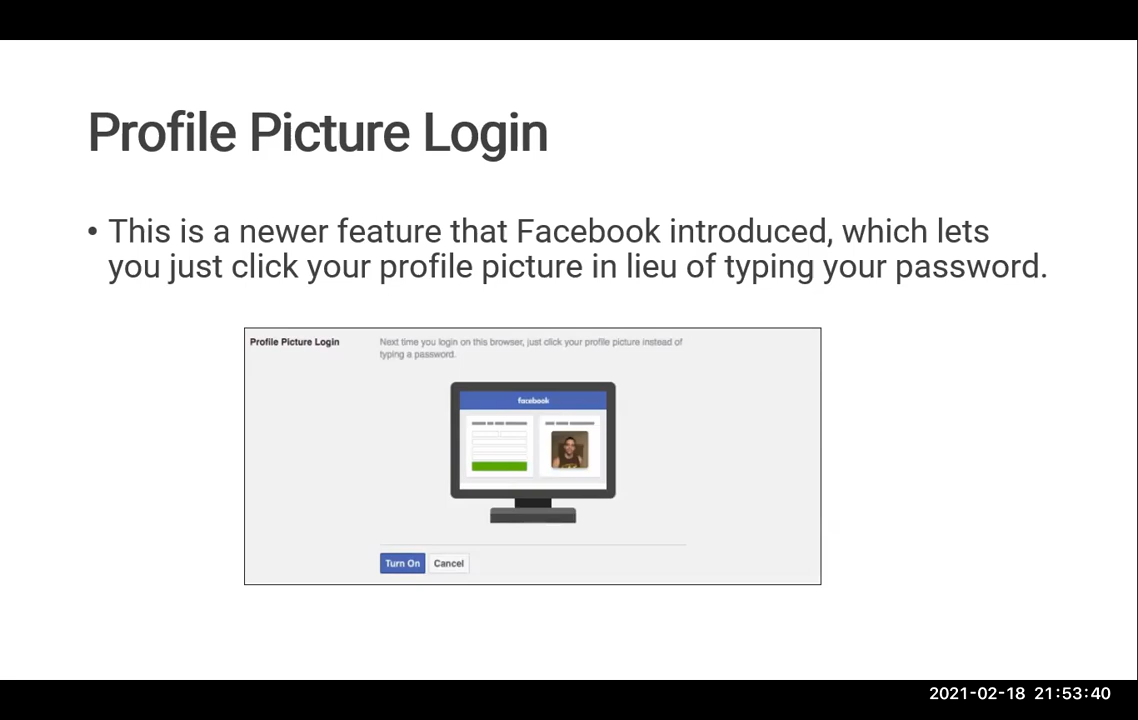 Profile Picture Login
• This is a newer feature that Facebook introduced, which lets
you just click your profile picture in lieu of typing your password.
Profile Picture Login
Next time you login on this browser, just click your profile picture instead of
typing a password.
facebook
Turn On Cancel
2021-02-18 21:53:40